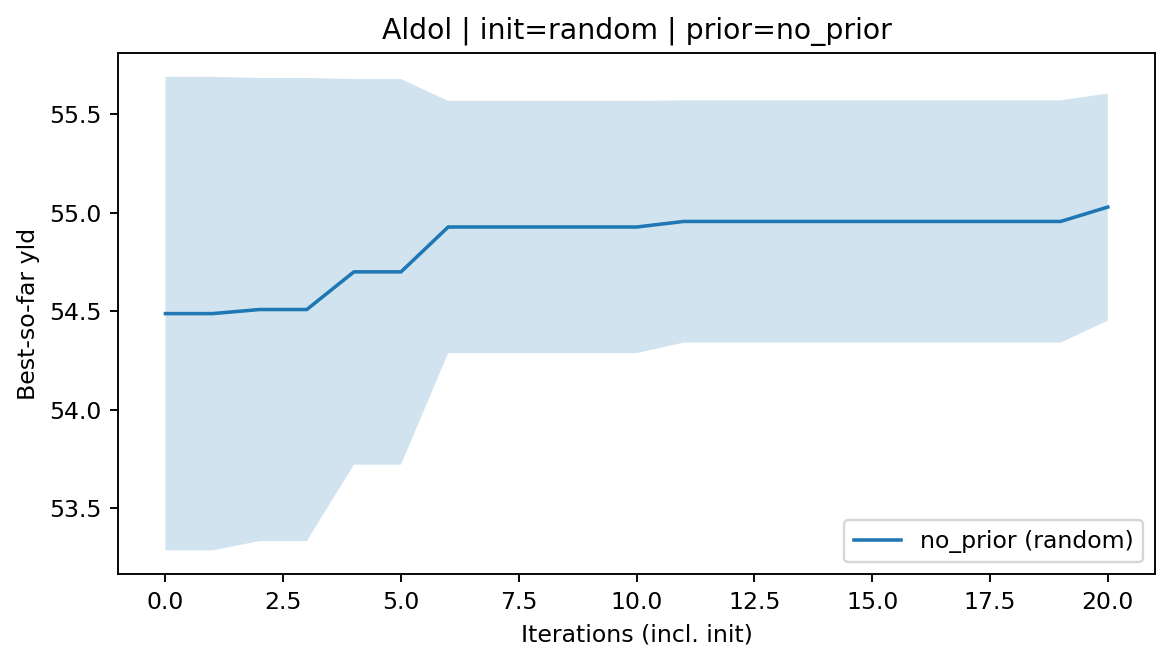 Aldol | init=random | prior=no_prior
Best-so-far yld
55.5
55.0
54.5
54.0
53.5
no_prior (random)
0.0 2.5 5.0 7.5 10.0 12.5 15.0 17.5 20.0
Iterations (incl. init)